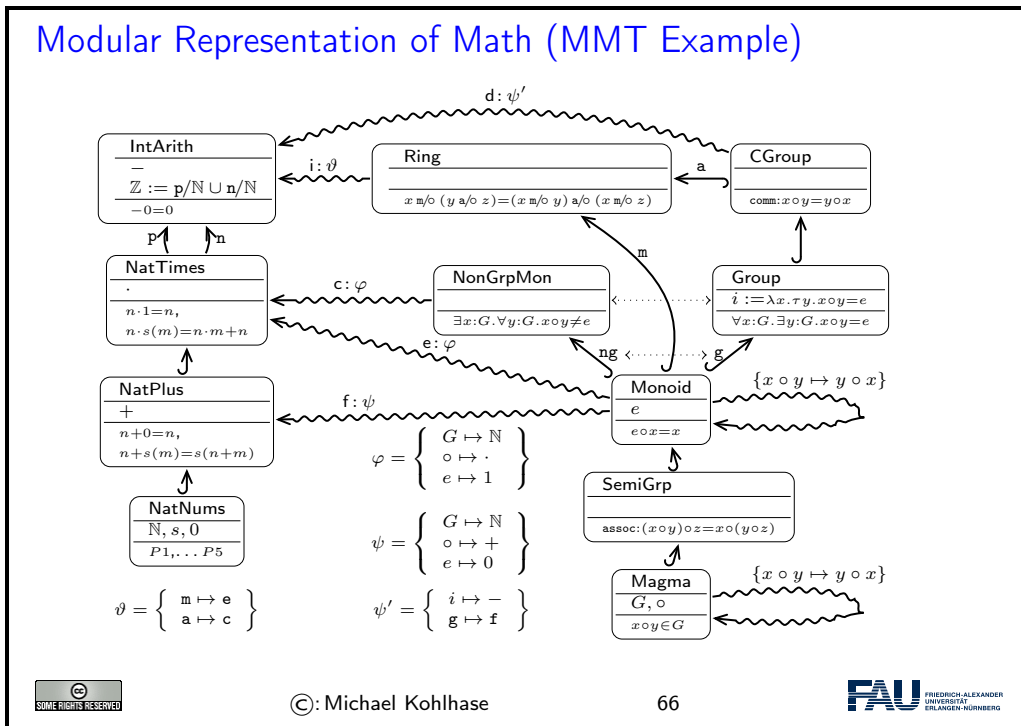 Modular Representation of Math (MMT Example)
d: ψ′
IntArith
−
ℤ := p/ℕ ∪ n/ℕ
−0=0
i: ϑ
Ring
x m/∘ (y a/∘ z)=(x m/∘ y) a/∘ (x m/∘ z)
a
CGroup
comm:x∘y=y∘x
p
n
m
NatTimes
·
n·1=n,
n·s(m)=n·m+n
c: φ
NonGrpMon
∃x:G.∀y:G.x∘y≠e
Group
i := λx.τy.x∘y=e
∀x:G.∃y:G.x∘y=e
e: φ
ng
g
NatPlus
+
n+0=n,
n+s(m)=s(n+m)
f: ψ
Monoid
e
e∘x=x
{x ∘ y ↦ y ∘ x}
φ = { G ↦ ℕ
∘ ↦ ·
e ↦ 1 }
SemiGrp
assoc:(x∘y)∘z=x∘(y∘z)
NatNums
ℕ, s, 0
P1, . . . P5
ψ = { G ↦ ℕ
∘ ↦ +
e ↦ 0 }
Magma
G, ∘
x∘y∈G
{x ∘ y ↦ y ∘ x}
ϑ = { m ↦ e
a ↦ c }
ψ′ = { i ↦ −
g ↦ f }
cc
SOME RIGHTS RESERVED
©: Michael Kohlhase
66
FAU
FRIEDRICH-ALEXANDER
UNIVERSITÄT
ERLANGEN-NÜRNBERG